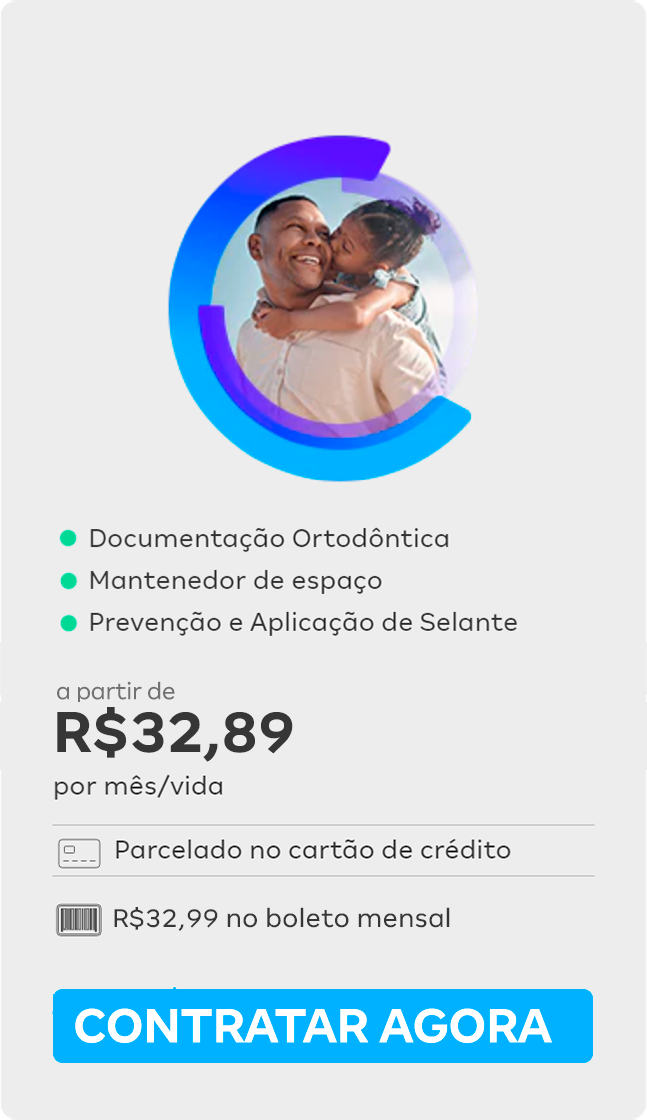 Documentação Ortodôntica
Mantenedor de espaço
Prevenção e Aplicação de Selante
a partir de
R$32,89
por mês/vida
Parcelado no cartão de crédito
R$32,99 no boleto mensal
CONTRATAR AGORA